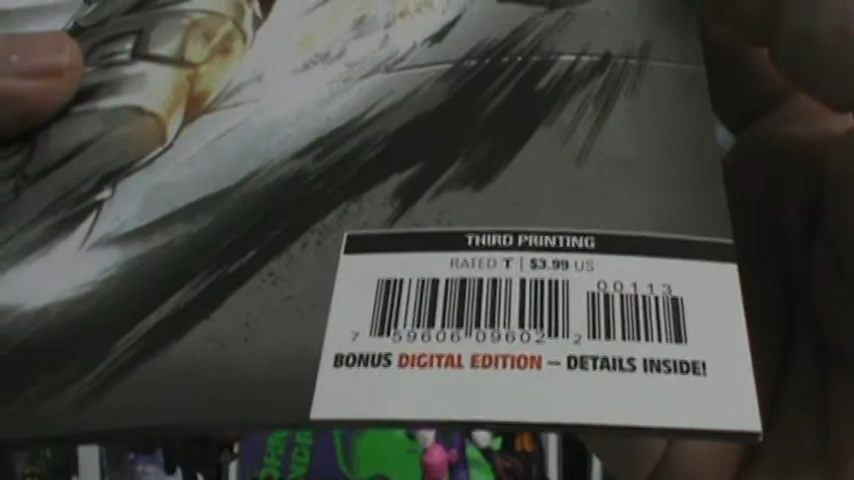 THIRD PRINTING
RATED T | $3.99 US
00113
7 59606 09602 2
BONUS DIGITAL EDITION – DETAILS INSIDE!